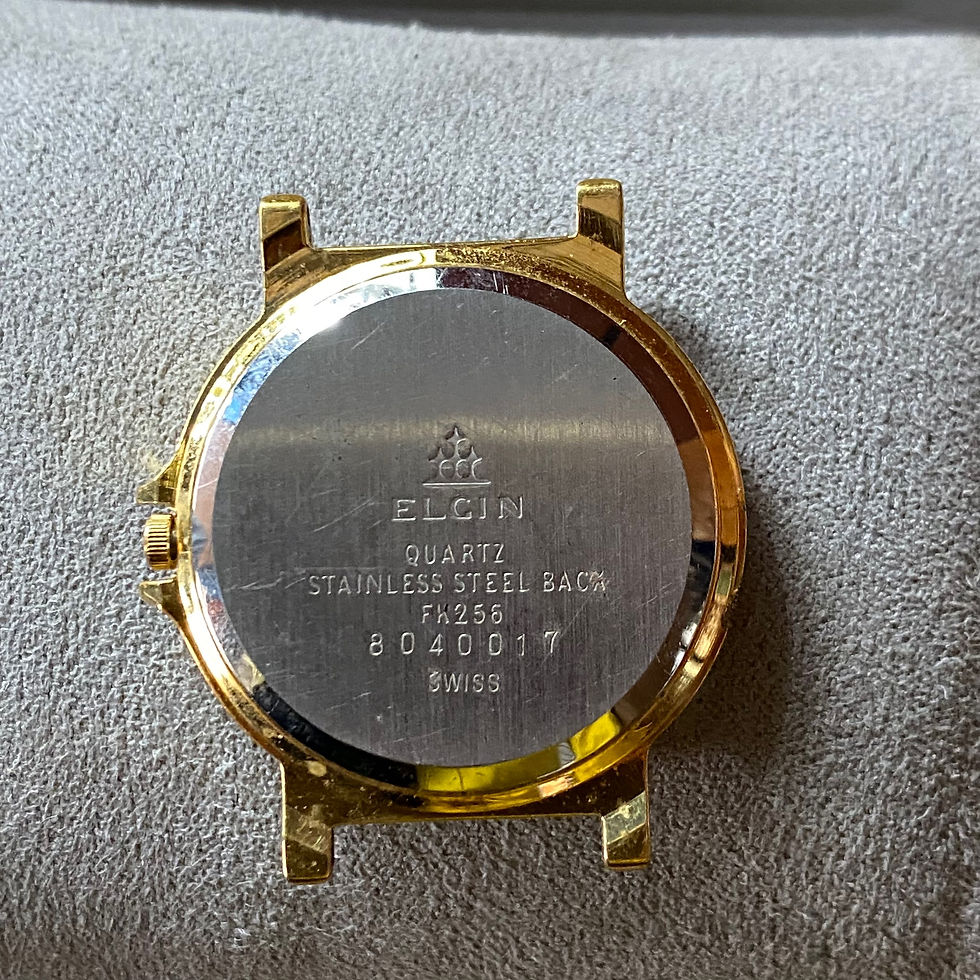 ELGIN
QUARTZ
STAINLESS STEEL BACK
FK256
8040017
SWISS